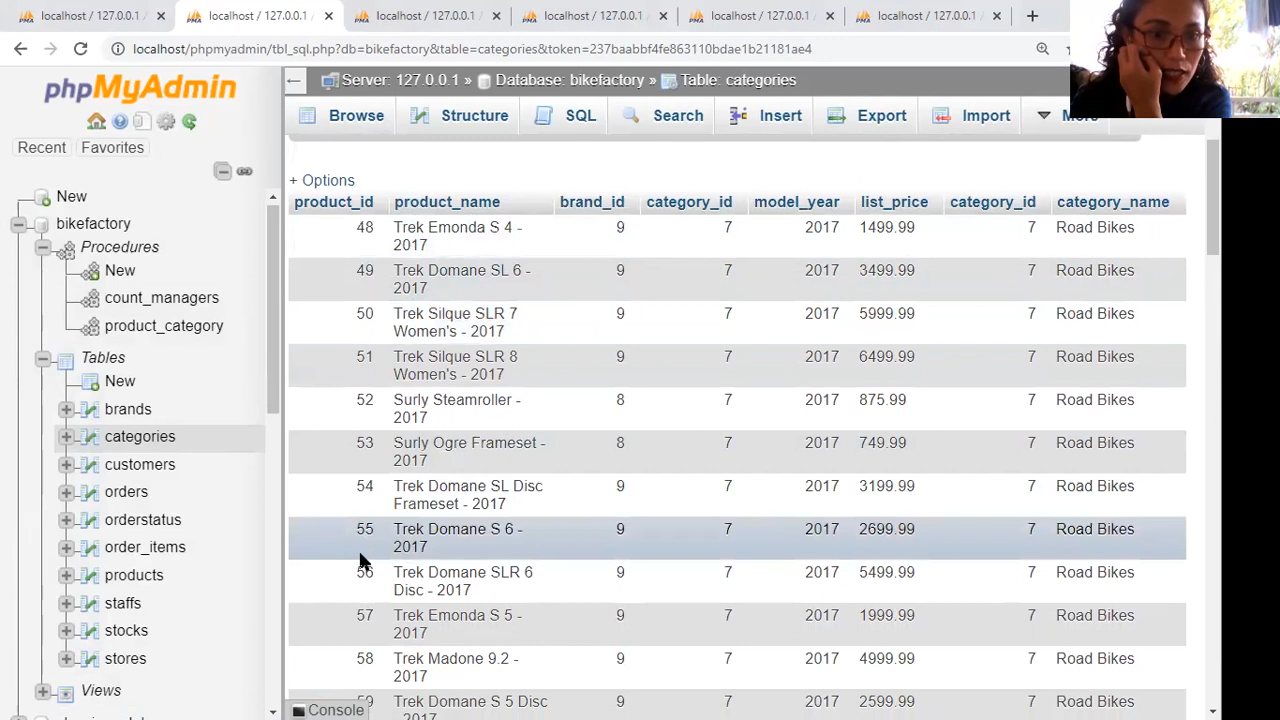 localhost / 127.0.0.1
localhost / 127.0.0.1
localhost / 127.0.0.1
localhost / 127.0.0.1
localhost / 127.0.0.1
localhost / 127.0.0.1
localhost/phpmyadmin/tbl_sql.php?db=bikefactory&table=categories&token=237baabbf4fe863110bdae1b21181ae4
phpMyAdmin
Recent Favorites
New
bikefactory
Procedures
New
count_managers
product_category
Tables
New
brands
categories
customers
orders
orderstatus
order_items
products
staffs
stocks
stores
Views
Server: 127.0.0.1 » Database: bikefactory » Table: categories
Browse Structure SQL Search Insert Export Import
+ Options
product_id product_name brand_id category_id model_year list_price category_id category_name
48 Trek Emonda S 4 - 9 7 2017 1499.99 7 Road Bikes
2017
49 Trek Domane SL 6 - 9 7 2017 3499.99 7 Road Bikes
2017
50 Trek Silque SLR 7 9 7 2017 5999.99 7 Road Bikes
Women's - 2017
51 Trek Silque SLR 8 9 7 2017 6499.99 7 Road Bikes
Women's - 2017
52 Surly Steamroller - 8 7 2017 875.99 7 Road Bikes
2017
53 Surly Ogre Frameset - 8 7 2017 749.99 7 Road Bikes
2017
54 Trek Domane SL Disc 9 7 2017 3199.99 7 Road Bikes
Frameset - 2017
55 Trek Domane S 6 - 9 7 2017 2699.99 7 Road Bikes
2017
56 Trek Domane SLR 6 9 7 2017 5499.99 7 Road Bikes
Disc - 2017
57 Trek Emonda S 5 - 9 7 2017 1999.99 7 Road Bikes
2017
58 Trek Madone 9.2 - 9 7 2017 4999.99 7 Road Bikes
2017
Trek Domane S 5 Disc 9 7 2017 2599.99 7 Road Bikes
Console